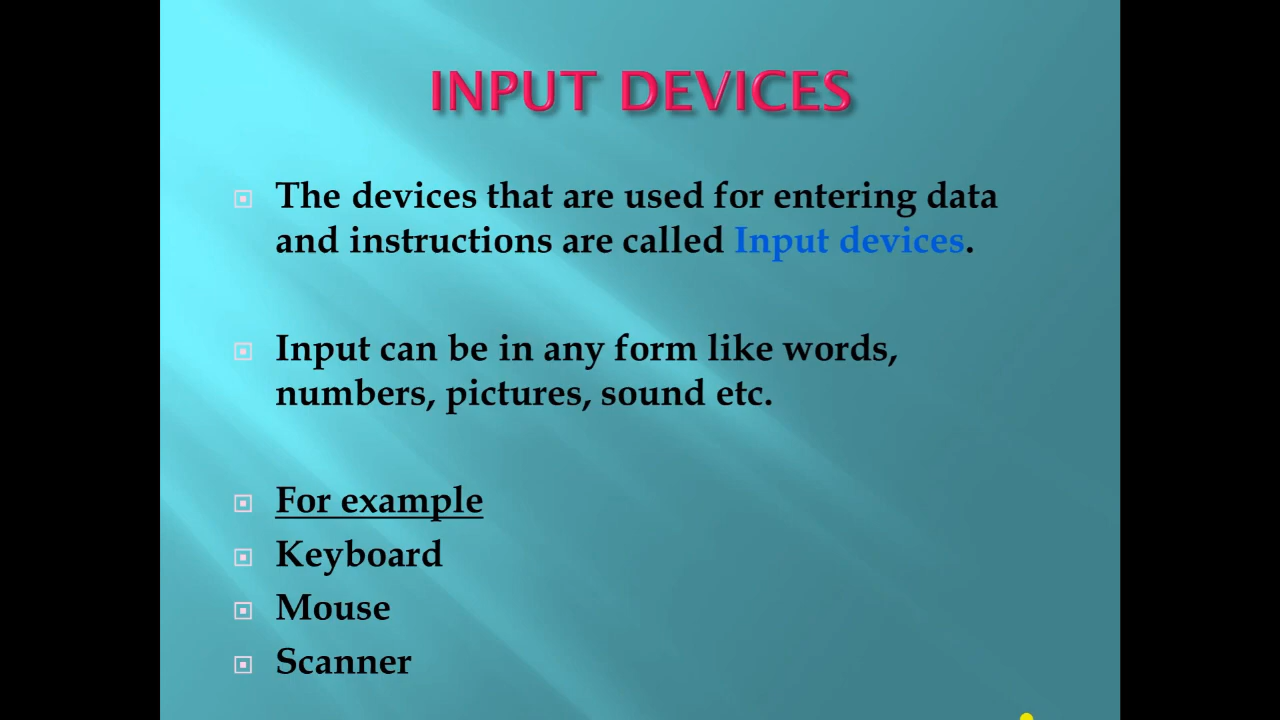 INPUT DEVICES
The devices that are used for entering data
and instructions are called Input devices.
Input can be in any form like words,
numbers, pictures, sound etc.
For example
Keyboard
Mouse
Scanner